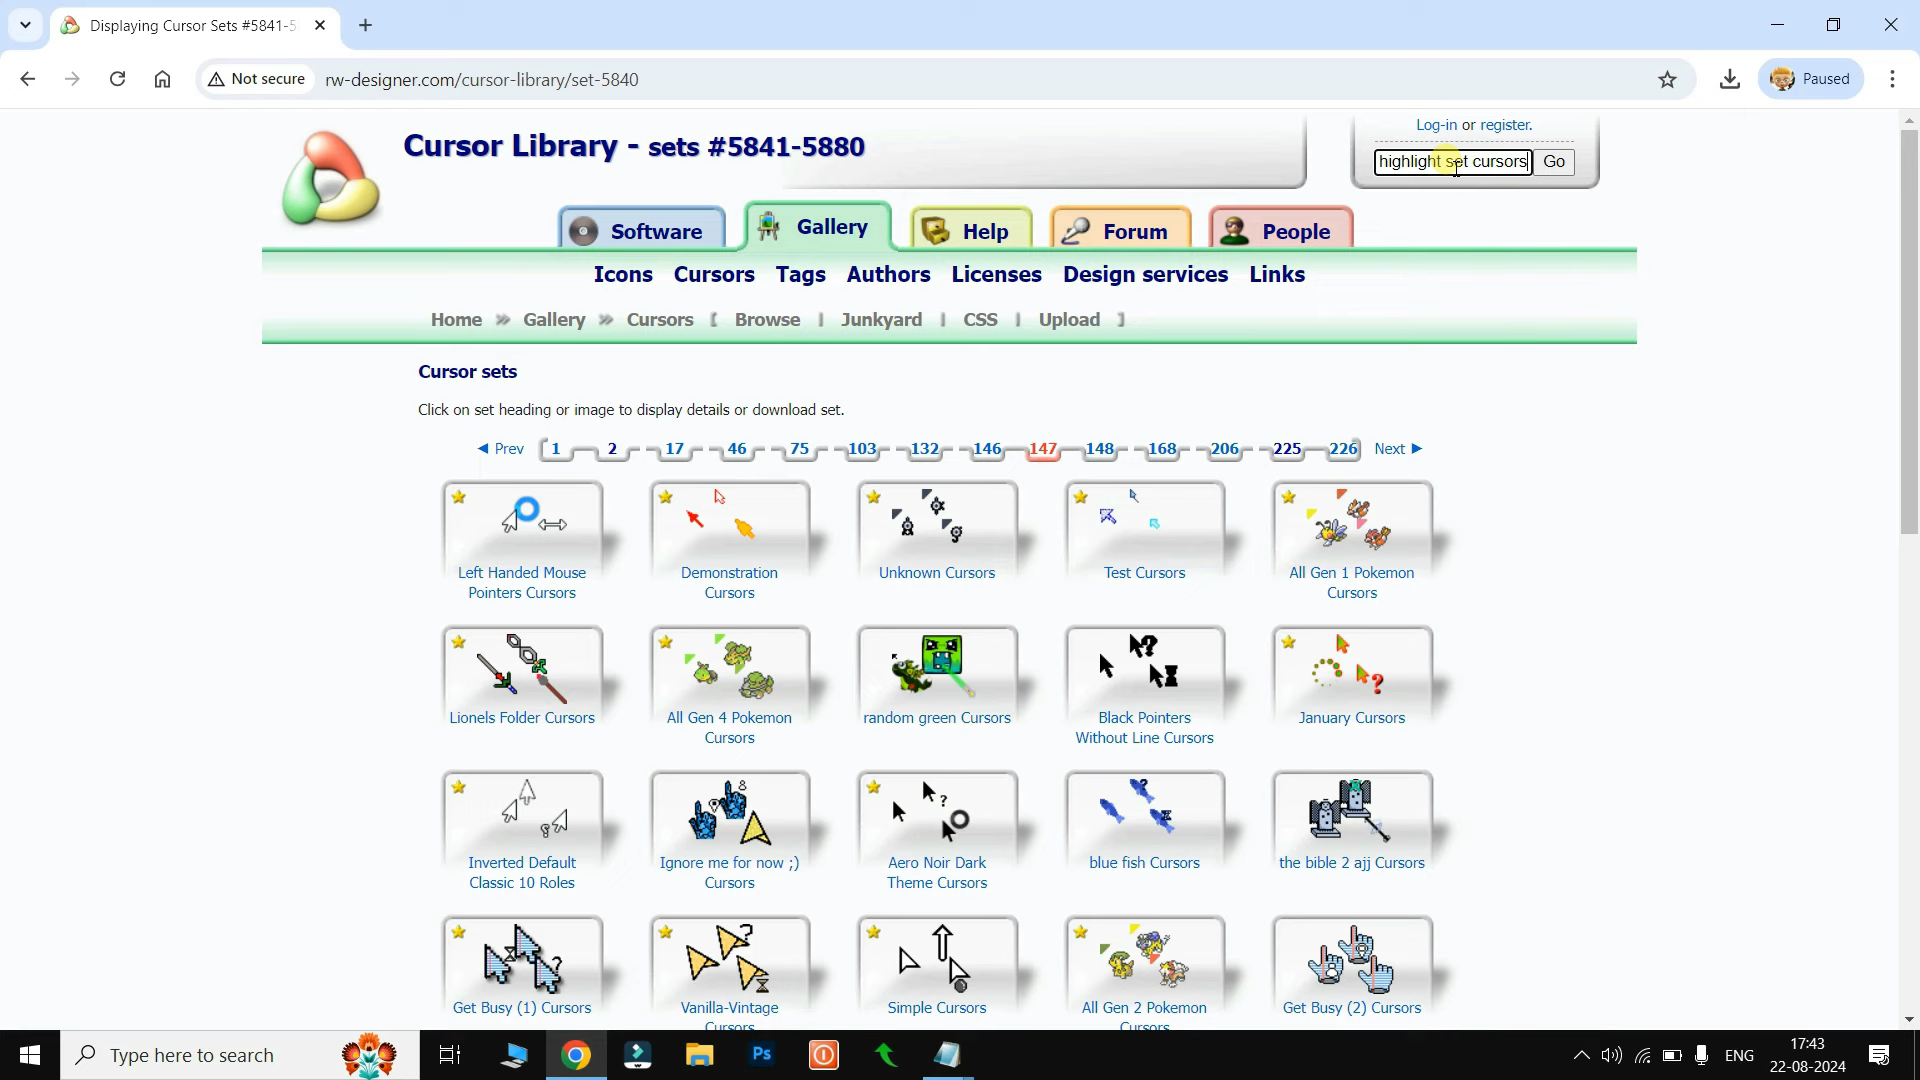 Displaying Cursor Sets #5841-5
Not secure
rw-designer.com/cursor-library/set-5840
Paused
Cursor Library - sets #5841-5880
Log-in or register.
highlight set cursors
Go
Software
Gallery
Help
Forum
People
Icons Cursors Tags Authors Licenses Design services Links
Home » Gallery » Cursors [ Browse | Junkyard | CSS | Upload ]
Cursor sets
Click on set heading or image to display details or download set.
◄ Prev 1 2 17 46 75 103 132 146 147 148 168 206 225 226 Next ►
Left Handed Mouse
Pointers Cursors
Demonstration
Cursors
Unknown Cursors
Test Cursors
All Gen 1 Pokemon
Cursors
Lionels Folder Cursors
All Gen 4 Pokemon
Cursors
random green Cursors
Black Pointers
Without Line Cursors
January Cursors
Inverted Default
Classic 10 Roles
Ignore me for now ;)
Cursors
Aero Noir Dark
Theme Cursors
blue fish Cursors
the bible 2 ajj Cursors
Get Busy (1) Cursors
Vanilla-Vintage
Cursors
Simple Cursors
All Gen 2 Pokemon
Cursors
Get Busy (2) Cursors
Type here to search
Ps
ENG
17:43
22-08-2024